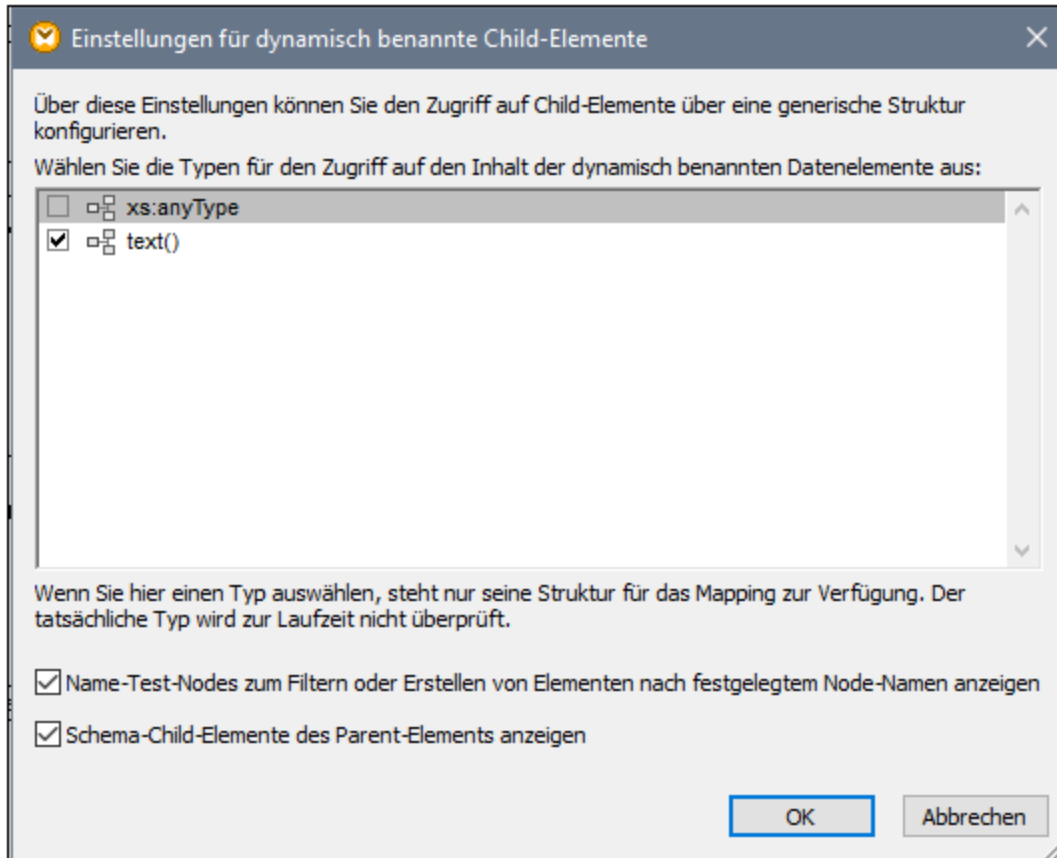 Einstellungen für dynamisch benannte Child-Elemente
Über diese Einstellungen können Sie den Zugriff auf Child-Elemente über eine generische Struktur
konfigurieren.
Wählen Sie die Typen für den Zugriff auf den Inhalt der dynamisch benannten Datenelemente aus:
xs:anyType
text()
Wenn Sie hier einen Typ auswählen, steht nur seine Struktur für das Mapping zur Verfügung. Der
tatsächliche Typ wird zur Laufzeit nicht überprüft.
Name-Test-Nodes zum Filtern oder Erstellen von Elementen nach festgelegtem Node-Namen anzeigen
Schema-Child-Elemente des Parent-Elements anzeigen
OK
Abbrechen